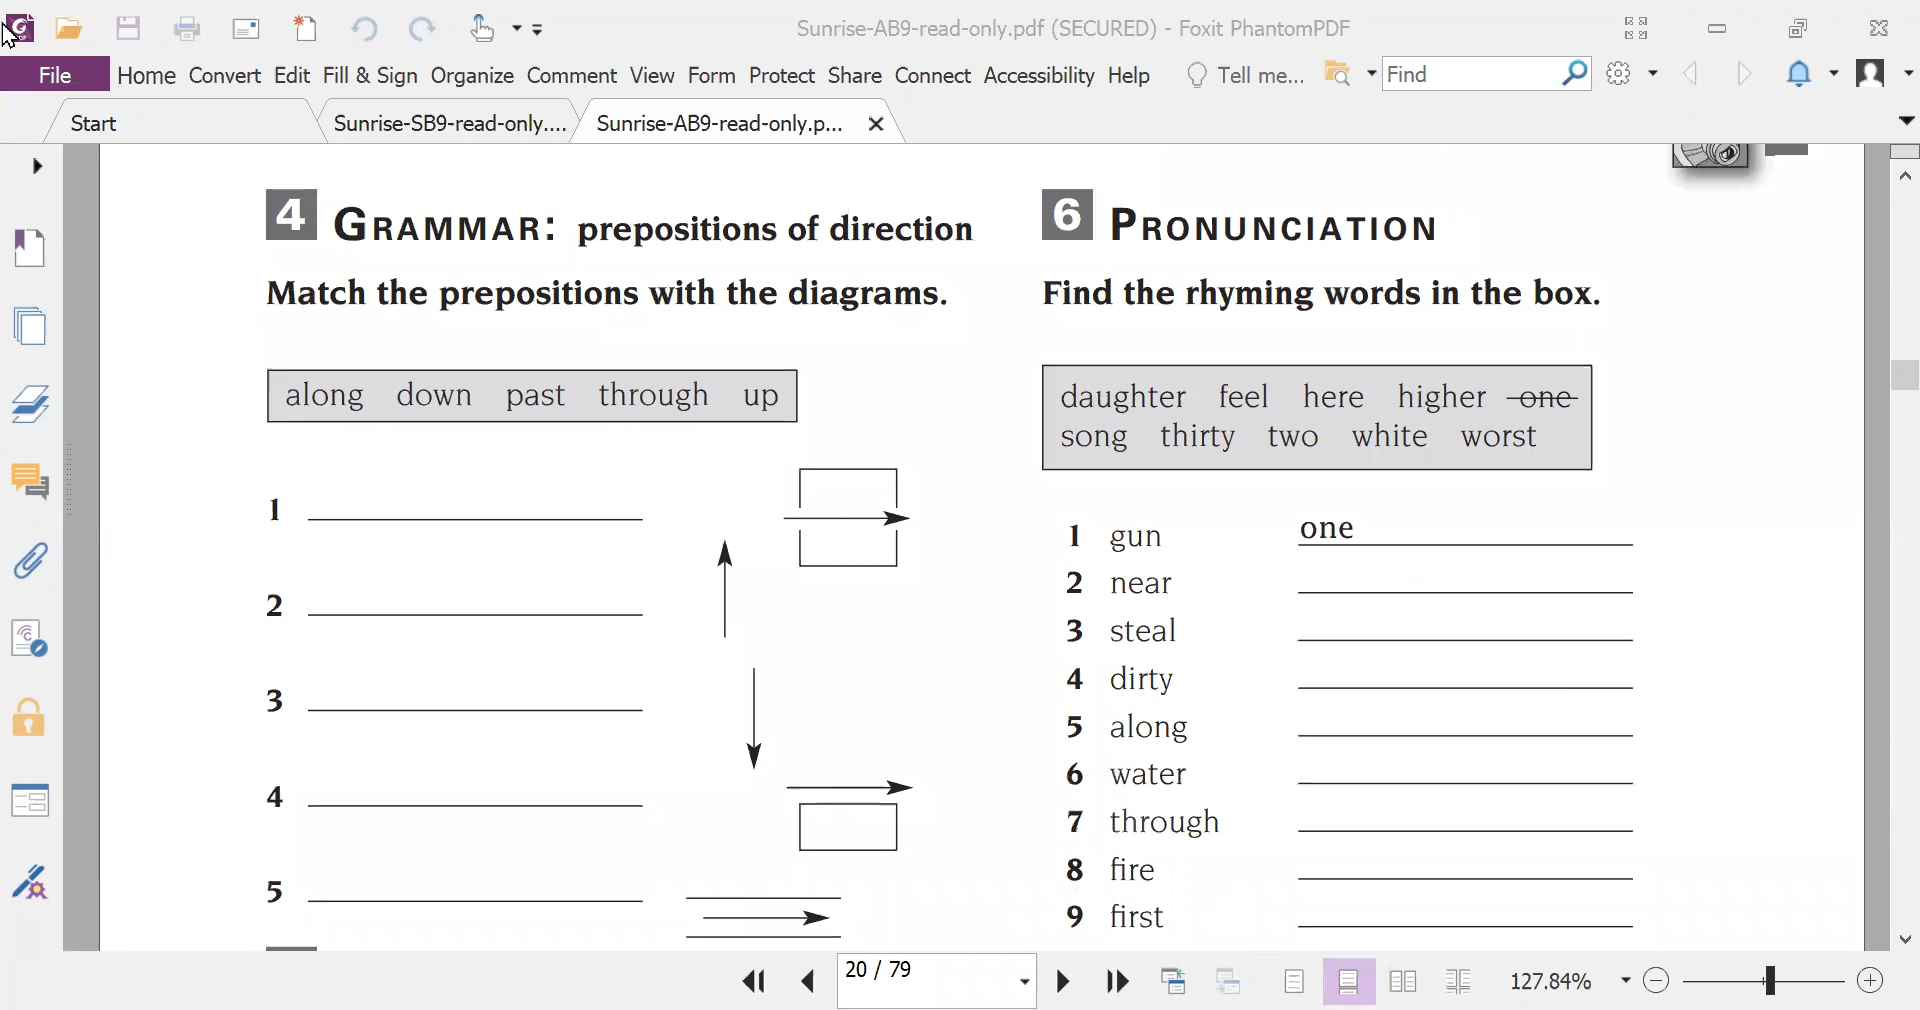 Sunrise-AB9-read-only.pdf (SECURED) - Foxit PhantomPDF
File Home Convert Edit Fill & Sign Organize Comment View Form Protect Share Connect Accessibility Help Tell me... Find
Start Sunrise-SB9-read-only.... Sunrise-AB9-read-only.p...
4 GRAMMAR: prepositions of direction
Match the prepositions with the diagrams.
along down past through up
1
2
3
4
5
6 PRONUNCIATION
Find the rhyming words in the box.
daughter feel here higher one
song thirty two white worst
1 gun one
2 near
3 steal
4 dirty
5 along
6 water
7 through
8 fire
9 first
20 / 79 127.84%